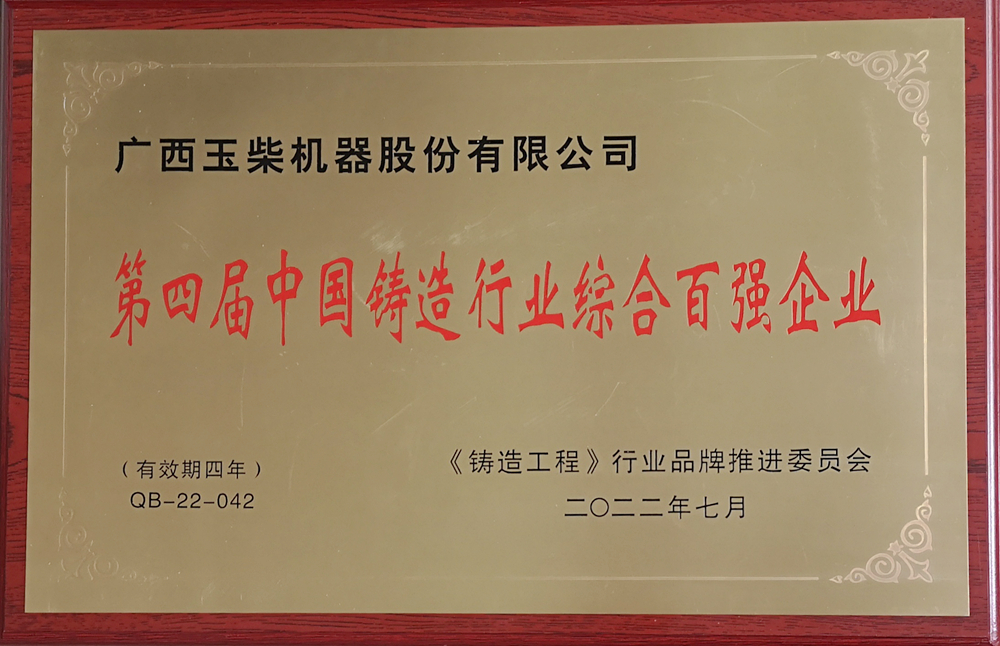 广西玉柴机器股份有限公司
第四届中国铸造行业综合百强企业
（有效期四年）
QB-22-042
《铸造工程》行业品牌推进委员会
二〇二二年七月